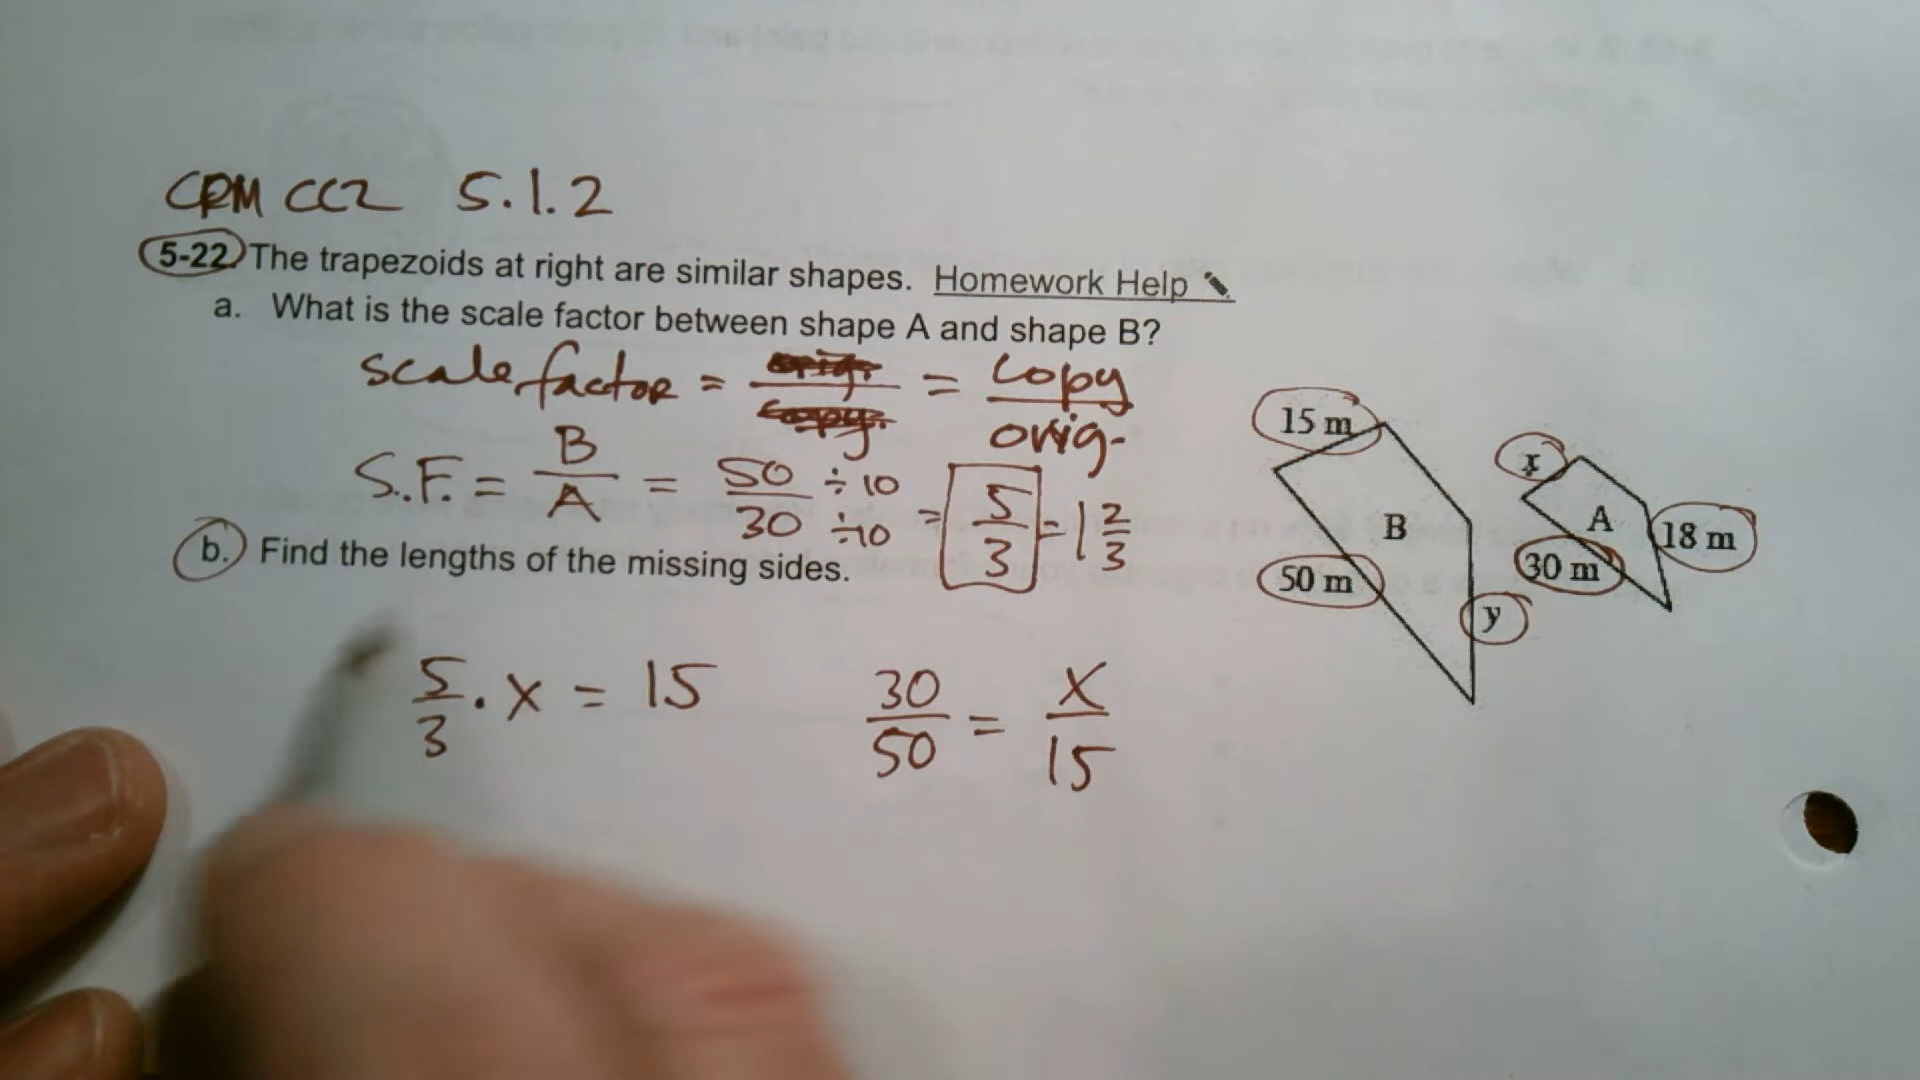 CPM CC2 5.1.2
5-22. The trapezoids at right are similar shapes. Homework Help ✎
a. What is the scale factor between shape A and shape B?
scale factor = orig. / copy = copy / orig.
S.F. = B/A = 50/30 ÷10/÷10 = 5/3 = 1 2/3
b. Find the lengths of the missing sides.
5/3 · x = 15
30/50 = x/15
15 m
B
50 m
y
x
A
18 m
30 m